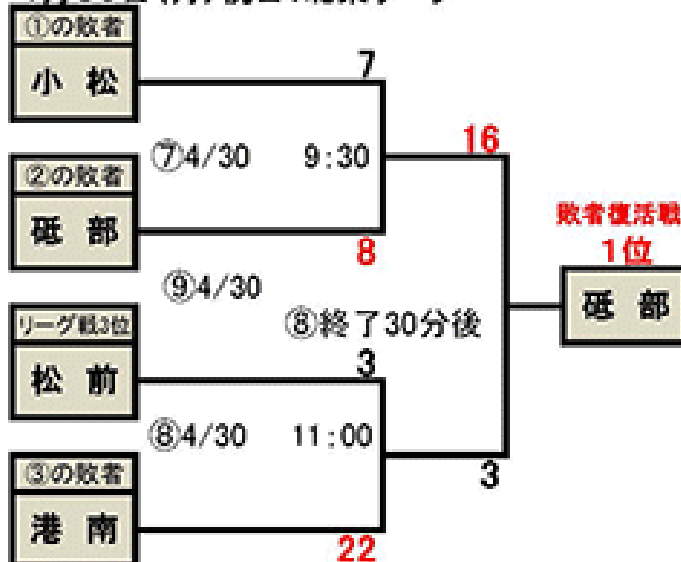 ①の敗者
小 松
7
⑦4/30 9:30
16
②の敗者
砥 部
8
敗者復活戦
1位
砥 部
⑨4/30
⑧終了30分後
リーグ戦3位
松 前
3
⑧4/30 11:00
3
③の敗者
港 南
22